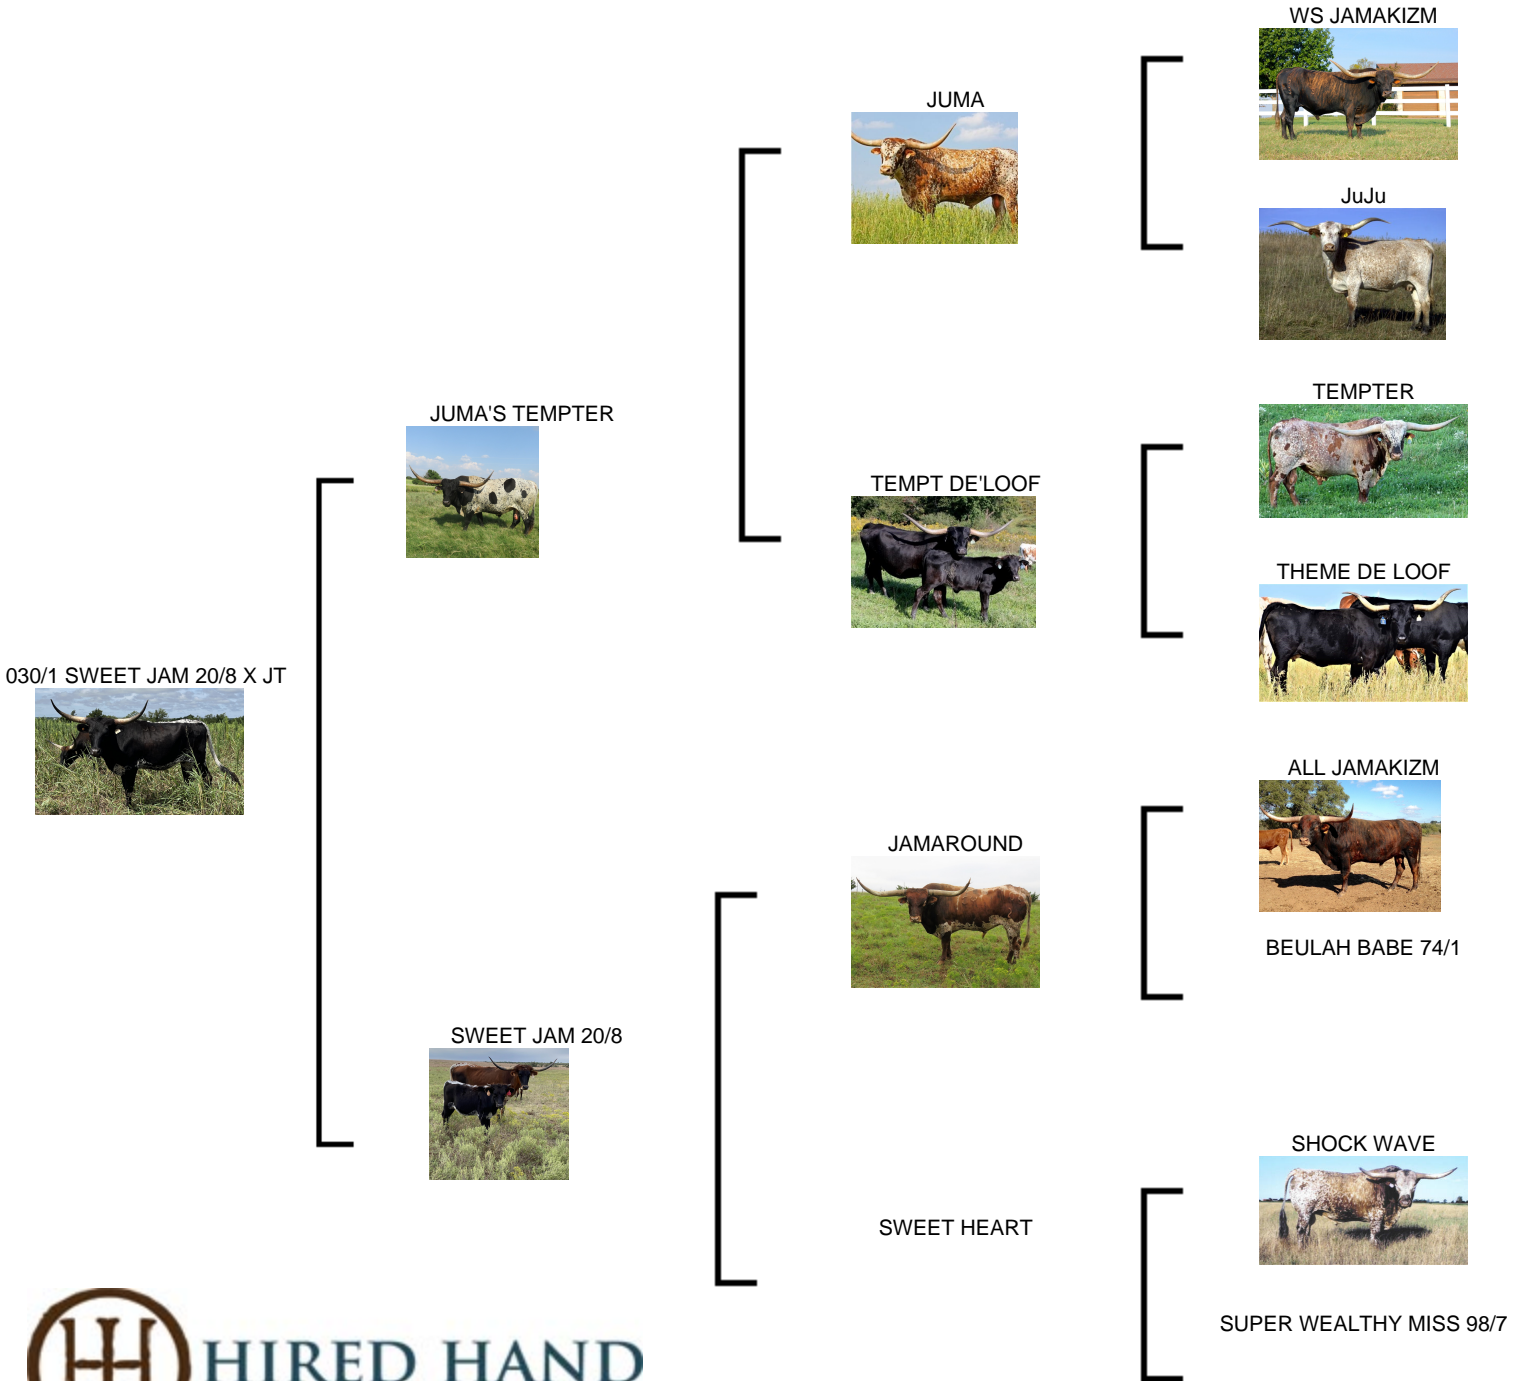 WS JAMAKIZM
JUMA
JuJu
TEMPTER
JUMA'S TEMPTER
TEMPT DE'LOOF
THEME DE LOOF
030/1 SWEET JAM 20/8 X JT
ALL JAMAKIZM
JAMAROUND
BEULAH BABE 74/1
SWEET JAM 20/8
SHOCK WAVE
SWEET HEART
SUPER WEALTHY MISS 98/7
HIRED HAND